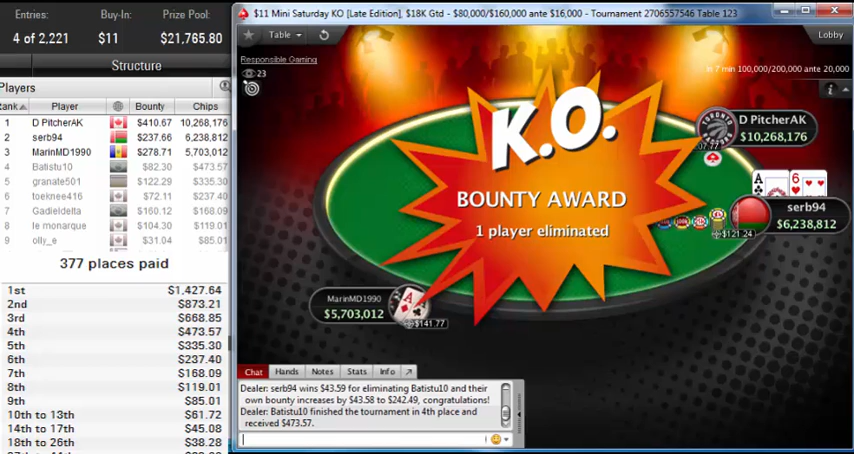 Entries:
Buy-In:
Prize Pool:
4 of 2,221
$11
$21,765.80
Structure
Players
Rank
Player
Bounty
Chips
1 D PitcherAK $410.67 10,268,176
2 serb94 $237.66 6,238,812
3 MarinMD1990 $278.71 5,703,012
4 Batistu10 $82.30 $473.57
5 granate501 $122.29 $335.30
6 toeknee416 $72.11 $237.40
7 Gadieldelta $160.12 $168.09
8 le monarque $104.30 $119.01
9 olly_e $31.04 $85.01
377 places paid
1st $1,427.64
2nd $873.21
3rd $668.85
4th $473.57
5th $335.30
6th $237.40
7th $168.09
8th $119.01
9th $85.01
10th to 13th $61.72
14th to 17th $45.08
18th to 26th $38.28
$11 Mini Saturday KO [Late Edition], $18K Gtd - $80,000/$160,000 ante $16,000 - Tournament 2706557546 Table 123
Table
Lobby
Responsible Gaming
23
In 7 min 100,000/200,000 ante 20,000
K.O.
BOUNTY AWARD
1 player eliminated
TORONTO
D PitcherAK
$10,268,176
A 6
serb94
$6,238,812
$121.24
MarinMD1990
$5,703,012
A A
$141.77
Chat
Hands
Notes
Stats
Info
Dealer: serb94 wins $43.59 for eliminating Batistu10 and their
own bounty increases by $43.58 to $242.49, congratulations!
Dealer: Batistu10 finished the tournament in 4th place and
received $473.57.